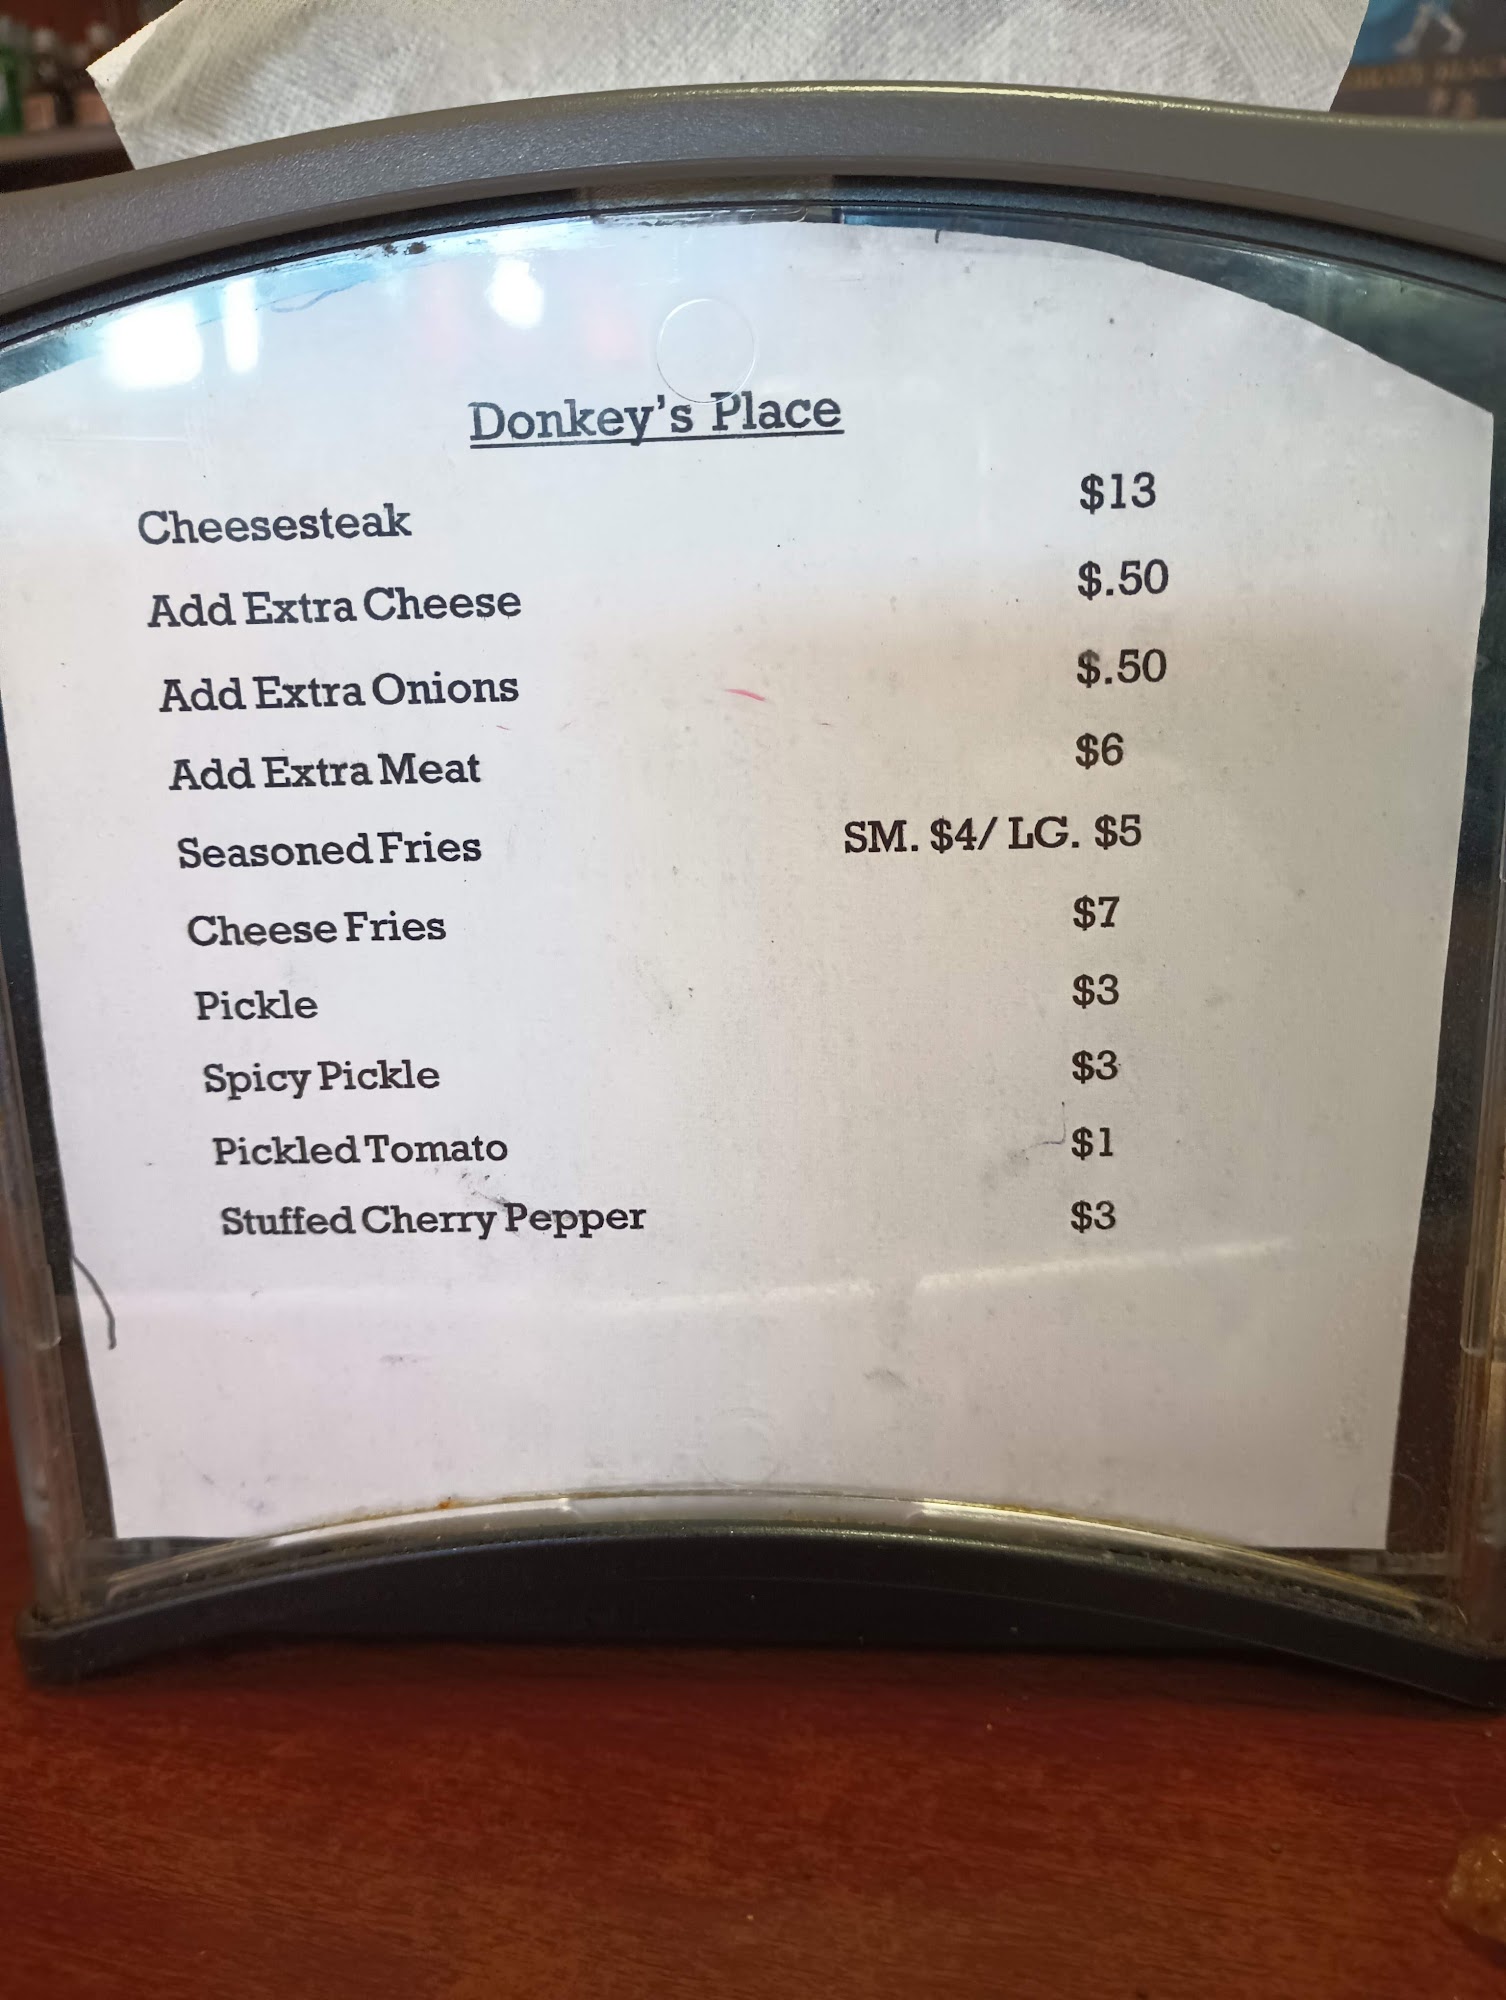 Donkey's Place
Cheesesteak $13
Add Extra Cheese $.50
Add Extra Onions $.50
Add Extra Meat $6
Seasoned Fries SM. $4/ LG. $5
Cheese Fries $7
Pickle $3
Spicy Pickle $3
Pickled Tomato $1
Stuffed Cherry Pepper $3